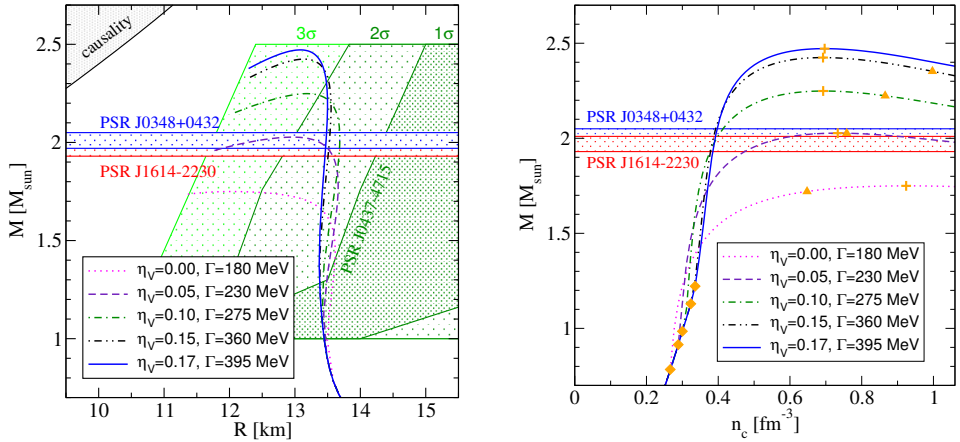 causality
3σ
2σ
1σ
PSR J0348+0432
PSR J1614-2230
PSR J0437-4715
η_V=0.00, Γ=180 MeV
η_V=0.05, Γ=230 MeV
η_V=0.10, Γ=275 MeV
η_V=0.15, Γ=360 MeV
η_V=0.17, Γ=395 MeV
M [M_sun]
2.5
2
1.5
1
10
11
12
13
14
15
R [km]
PSR J0348+0432
PSR J1614-2230
η_V=0.00, Γ=180 MeV
η_V=0.05, Γ=230 MeV
η_V=0.10, Γ=275 MeV
η_V=0.15, Γ=360 MeV
η_V=0.17, Γ=395 MeV
M [M_sun]
2.5
2
1.5
1
0
0.2
0.4
0.6
0.8
1
n_c [fm^-3]